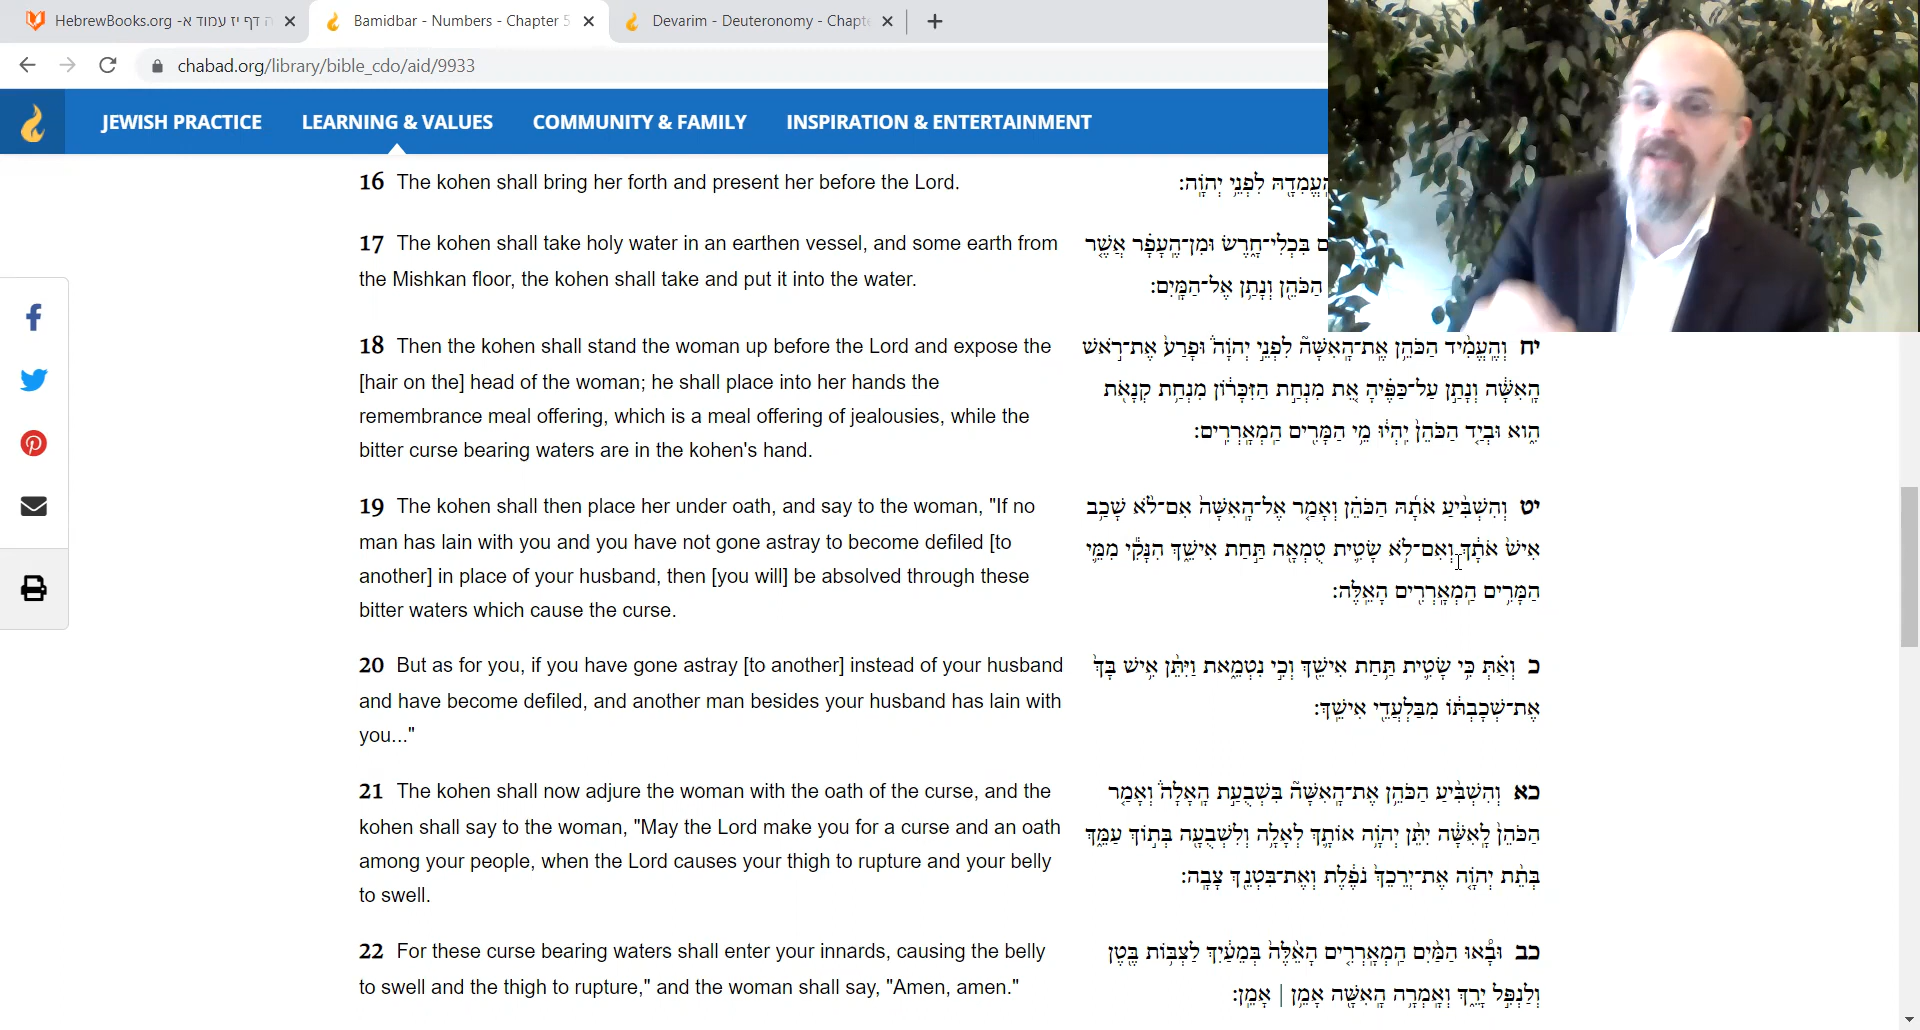 HebrewBooks.org - דף יז עמוד א
Bamidbar - Numbers - Chapter 5
Devarim - Deuteronomy - Chapt
chabad.org/library/bible_cdo/aid/9933
JEWISH PRACTICE LEARNING & VALUES COMMUNITY & FAMILY INSPIRATION & ENTERTAINMENT
16 The kohen shall bring her forth and present her before the Lord.
לִפְנֵ֥י יְהֹוָֽה:
17 The kohen shall take holy water in an earthen vessel, and some earth from
the Mishkan floor, the kohen shall take and put it into the water.
בִּכְלִי־חָ֑רֶשׂ וּמִן־הֶֽעָפָ֗ר אֲשֶׁ֤ר
הַכֹּהֵ֖ן וְנָתַ֥ן אֶל־הַמָּֽיִם:
18 Then the kohen shall stand the woman up before the Lord and expose the
[hair on the] head of the woman; he shall place into her hands the
remembrance meal offering, which is a meal offering of jealousies, while the
bitter curse bearing waters are in the kohen's hand.
יח וְהֶֽעֱמִ֨יד הַכֹּהֵ֥ן אֶֽת־הָֽאִשָּׁה֘ לִפְנֵ֣י יְהֹוָה֒ וּפָרַע֙ אֶת־רֹ֣אשׁ
הָֽאִשָּׁ֔ה וְנָתַ֣ן עַל־כַּפֶּ֗יהָ אֵ֚ת מִנְחַ֣ת הַזִּכָּר֔וֹן מִנְחַ֥ת קְנָאֹ֖ת
הִ֑וא וּבְיַ֤ד הַכֹּהֵן֙ יִֽהְי֔וּ מֵ֥י הַמָּרִ֖ים הַֽמְאָֽרְרִֽים:
19 The kohen shall then place her under oath, and say to the woman, "If no
man has lain with you and you have not gone astray to become defiled [to
another] in place of your husband, then [you will] be absolved through these
bitter waters which cause the curse.
יט וְהִשְׁבִּ֨יעַ אֹתָ֜הּ הַכֹּהֵ֗ן וְאָמַ֤ר אֶל־הָֽאִשָּׁה֙ אִם־לֹ֨א שָׁכַ֥ב
אִישׁ֙ אֹתָ֔ךְ וְאִם־לֹ֥א שָׂטִ֛ית טֻמְאָ֖ה תַּ֣חַת אִישֵׁ֑ךְ הִנָּקִ֕י מִמֵּ֛י
הַמָּרִ֥ים הַֽמְאָֽרְרִ֖ים הָאֵֽלֶּה:
20 But as for you, if you have gone astray [to another] instead of your husband
and have become defiled, and another man besides your husband has lain with
you..."
כ וְאַ֗תְּ כִּ֥י שָׂטִ֛ית תַּ֥חַת אִישֵׁ֖ךְ וְכִ֣י נִטְמֵ֑את וַיִּתֵּ֨ן אִ֥ישׁ בָּךְ֙
אֶת־שְׁכָבְתּ֔וֹ מִבַּלְעֲדֵ֖י אִישֵֽׁךְ:
21 The kohen shall now adjure the woman with the oath of the curse, and the
kohen shall say to the woman, "May the Lord make you for a curse and an oath
among your people, when the Lord causes your thigh to rupture and your belly
to swell.
כא וְהִשְׁבִּ֨יעַ הַכֹּהֵ֥ן אֶת־הָֽאִשָּׁה֘ בִּשְׁבֻעַ֣ת הָֽאָלָה֒ וְאָמַ֤ר
הַכֹּהֵן֙ לָֽאִשָּׁ֔ה יִתֵּ֨ן יְהֹוָ֥ה אוֹתָ֛ךְ לְאָלָ֥ה וְלִשְׁבֻעָ֖ה בְּת֣וֹךְ עַמֵּ֑ךְ
בְּתֵ֨ת יְהֹוָ֤ה אֶת־יְרֵכֵךְ֙ נֹפֶ֔לֶת וְאֶת־בִּטְנֵ֖ךְ צָבָֽה:
22 For these curse bearing waters shall enter your innards, causing the belly
to swell and the thigh to rupture," and the woman shall say, "Amen, amen."
כב וּ֠בָ֠אוּ הַמַּ֨יִם הַֽמְאָֽרְרִ֤ים הָאֵ֨לֶּה֙ בְּֽמֵעַ֔יִךְ לַצְבּ֥וֹת בֶּ֖טֶן
וְלַנְפִּ֣ל יָרֵ֑ךְ וְאָֽמְרָ֥ה הָֽאִשָּׁ֖ה אָמֵ֥ן | אָמֵֽן: